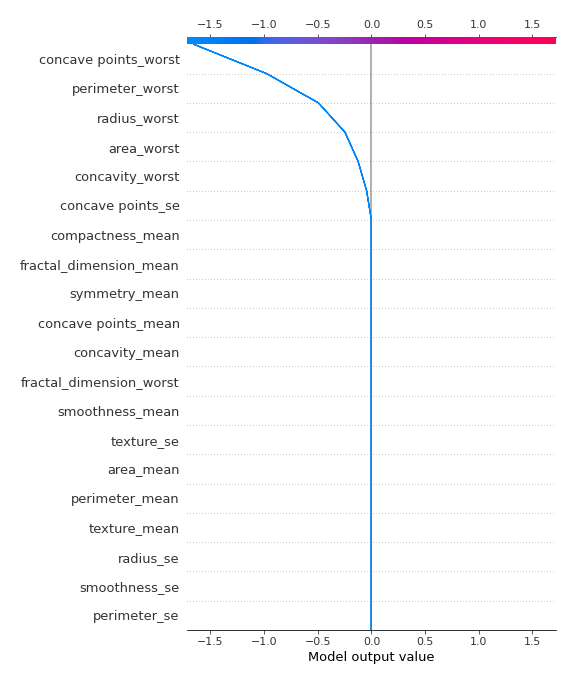 −1.5 −1.0 −0.5 0.0 0.5 1.0 1.5
concave points_worst
perimeter_worst
radius_worst
area_worst
concavity_worst
concave points_se
compactness_mean
fractal_dimension_mean
symmetry_mean
concave points_mean
concavity_mean
fractal_dimension_worst
smoothness_mean
texture_se
area_mean
perimeter_mean
texture_mean
radius_se
smoothness_se
perimeter_se
−1.5 −1.0 −0.5 0.0 0.5 1.0 1.5
Model output value